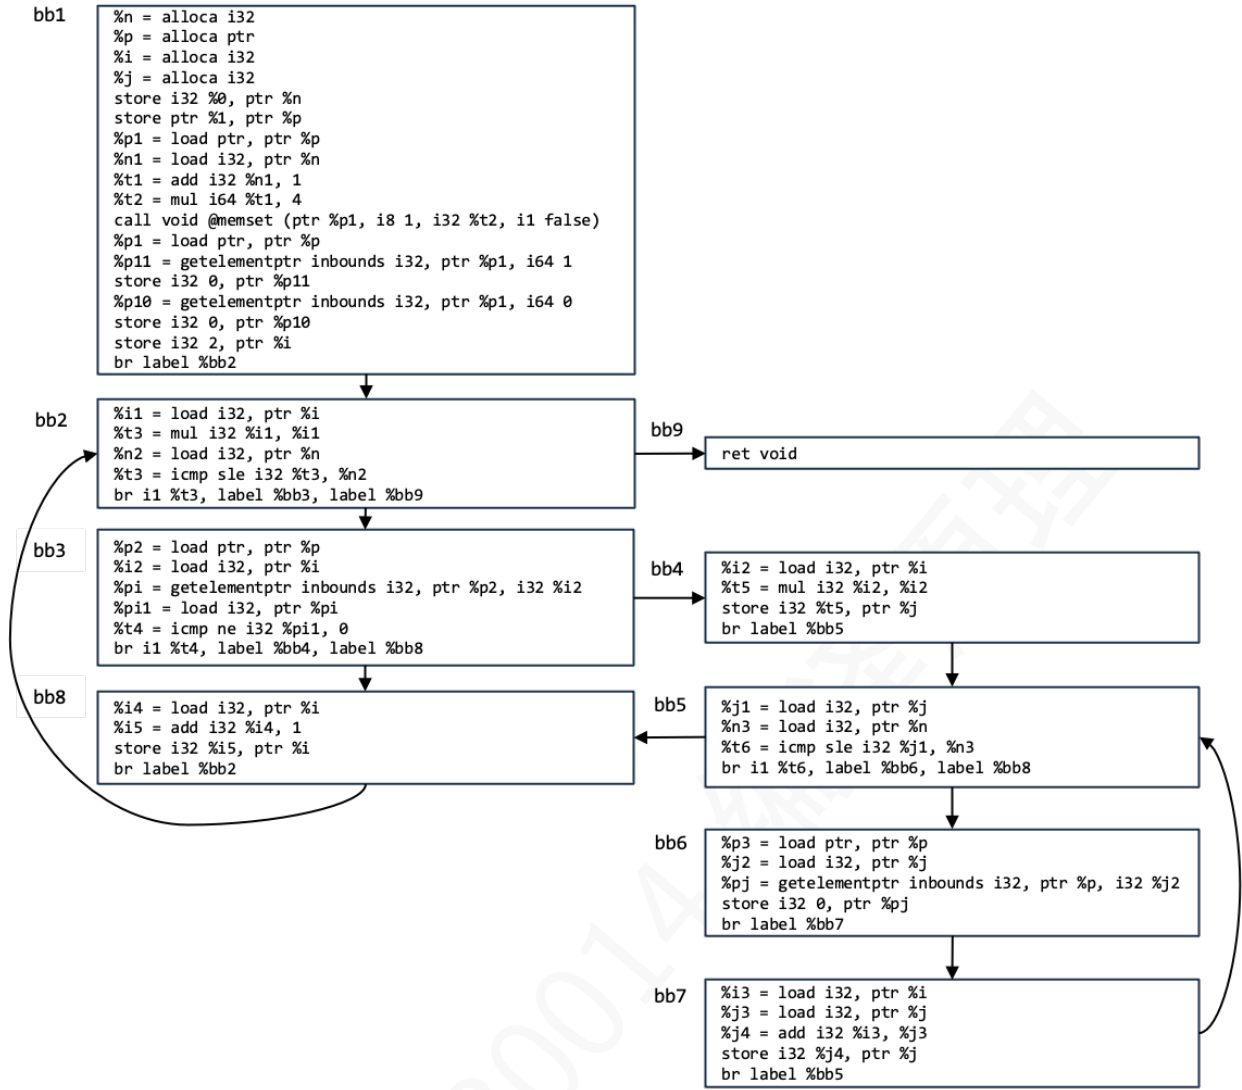 bb1
%n = alloca i32
%p = alloca ptr
%i = alloca i32
%j = alloca i32
store i32 %0, ptr %n
store ptr %1, ptr %p
%p1 = load ptr, ptr %p
%n1 = load i32, ptr %n
%t1 = add i32 %n1, 1
%t2 = mul i64 %t1, 4
call void @memset (ptr %p1, i8 1, i32 %t2, i1 false)
%p1 = load ptr, ptr %p
%p11 = getelementptr inbounds i32, ptr %p1, i64 1
store i32 0, ptr %p11
%p10 = getelementptr inbounds i32, ptr %p1, i64 0
store i32 0, ptr %p10
store i32 2, ptr %i
br label %bb2
bb2
%i1 = load i32, ptr %i
%t3 = mul i32 %i1, %i1
%n2 = load i32, ptr %n
%t3 = icmp sle i32 %t3, %n2
br i1 %t3, label %bb3, label %bb9
bb9
ret void
bb3
%p2 = load ptr, ptr %p
%i2 = load i32, ptr %i
%pi = getelementptr inbounds i32, ptr %p2, i32 %i2
%pi1 = load i32, ptr %pi
%t4 = icmp ne i32 %pi1, 0
br i1 %t4, label %bb4, label %bb8
bb4
%i2 = load i32, ptr %i
%t5 = mul i32 %i2, %i2
store i32 %t5, ptr %j
br label %bb5
bb8
%i4 = load i32, ptr %i
%i5 = add i32 %i4, 1
store i32 %i5, ptr %i
br label %bb2
bb5
%j1 = load i32, ptr %j
%n3 = load i32, ptr %n
%t6 = icmp sle i32 %j1, %n3
br i1 %t6, label %bb6, label %bb8
bb6
%p3 = load ptr, ptr %p
%j2 = load i32, ptr %j
%pj = getelementptr inbounds i32, ptr %p, i32 %j2
store i32 0, ptr %pj
br label %bb7
bb7
%i3 = load i32, ptr %i
%j3 = load i32, ptr %j
%j4 = add i32 %i3, %j3
store i32 %j4, ptr %j
br label %bb5